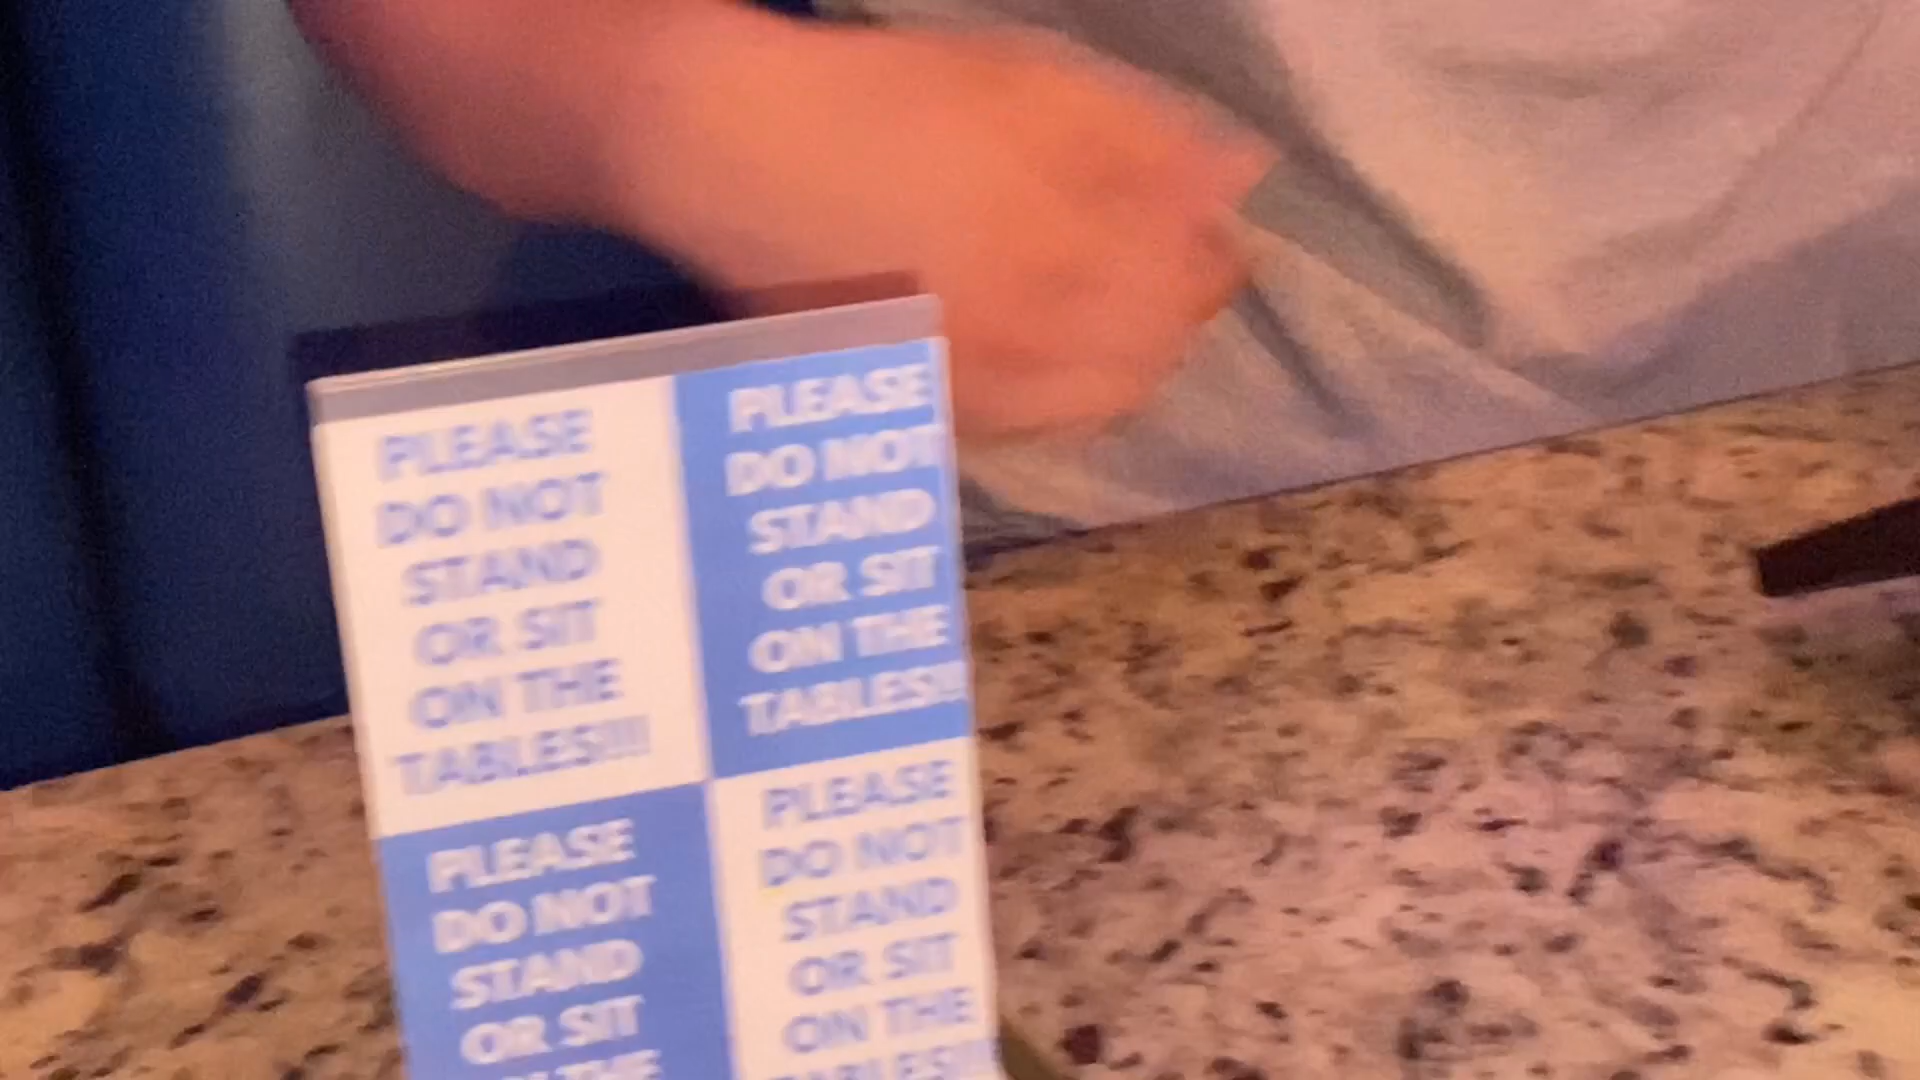 PLEASE
DO NOT
STAND
OR SIT
ON THE
TABLES!!!
PLEASE
DO NOT
STAND
OR SIT
ON THE
TABLES!!
PLEASE
DO NOT
STAND
OR SIT
THE
PLEASE
DO NOT
STAND
OR SIT
ON THE